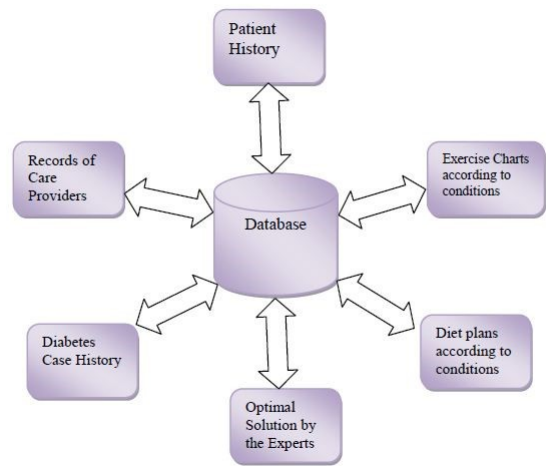 Patient
History
Records of
Care
Providers
Exercise Charts
according to
conditions
Database
Diabetes
Case History
Diet plans
according to
conditions
Optimal
Solution by
the Experts